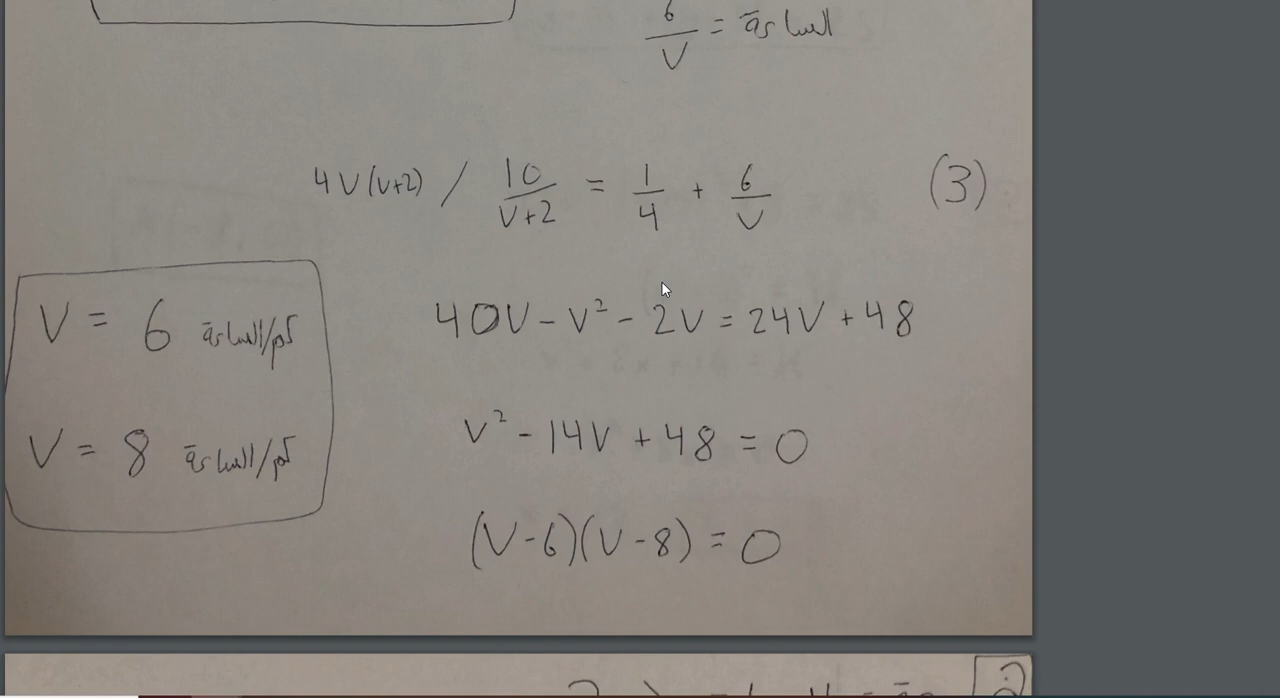 6/V = الساعة
(3) 4V(V+2) / 10/(V+2) = 1/4 + 6/V
40V - V² - 2V = 24V + 48
V² - 14V + 48 = 0
(V-6)(V-8) = 0
V = 6 كم/الساعة
V = 8 كم/الساعة